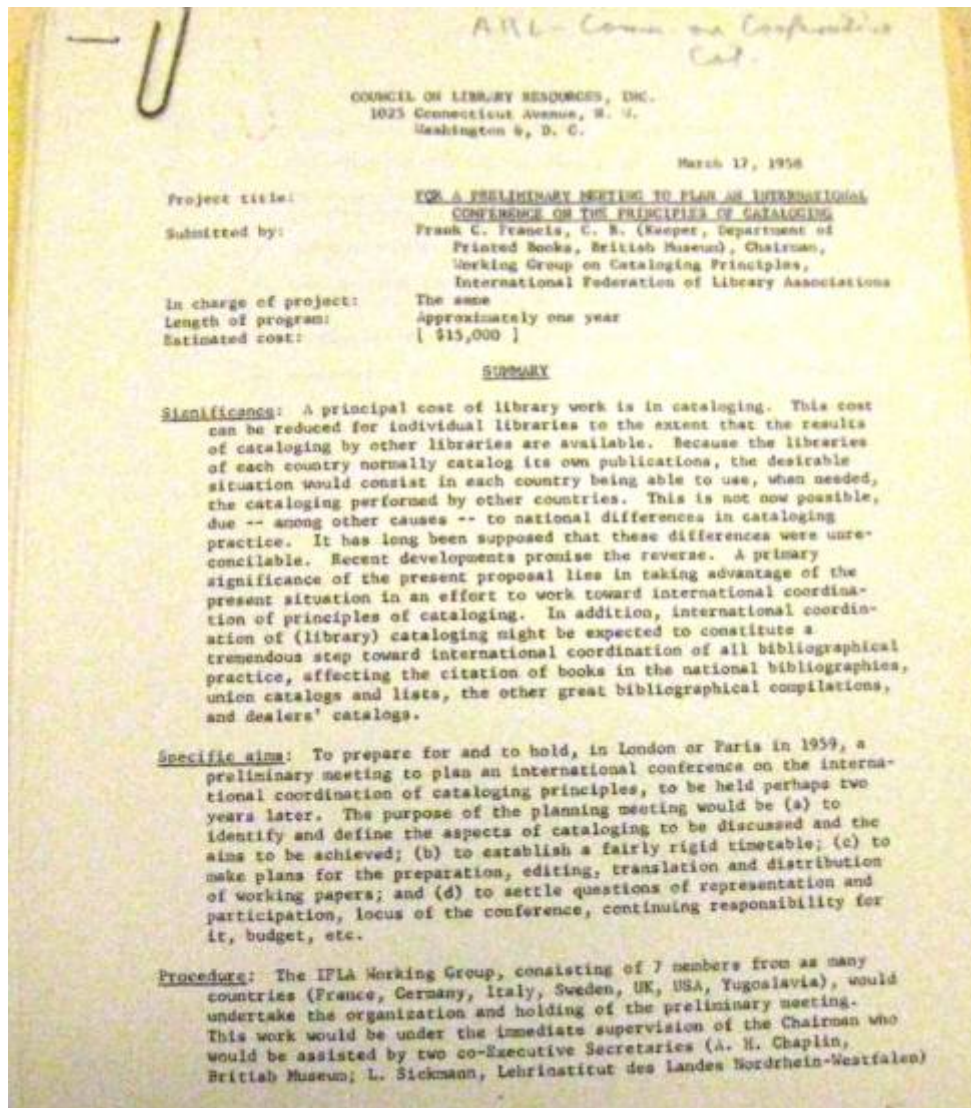 ARL - Comm on Cooperative
Cat.
COUNCIL ON LIBRARY RESOURCES, INC.
1025 Connecticut Avenue, N. W.
Washington 6, D. C.
March 17, 1958
Project title: FOR A PRELIMINARY MEETING TO PLAN AN INTERNATIONAL
CONFERENCE ON THE PRINCIPLES OF CATALOGING
Submitted by: Frank C. Francis, C. B. (Keeper, Department of
Printed Books, British Museum), Chairman,
Working Group on Cataloging Principles,
International Federation of Library Associations
In charge of project: The same
Length of program: Approximately one year
Estimated cost: [ $15,000 ]
SUMMARY
Significance: A principal cost of library work is in cataloging. This cost
can be reduced for individual libraries to the extent that the results
of cataloging by other libraries are available. Because the libraries
of each country normally catalog its own publications, the desirable
situation would consist in each country being able to use, when needed,
the cataloging performed by other countries. This is not now possible,
due -- among other causes -- to national differences in cataloging
practice. It has long been supposed that these differences were unre-
concilable. Recent developments promise the reverse. A primary
significance of the present proposal lies in taking advantage of the
present situation in an effort to work toward international coordina-
tion of principles of cataloging. In addition, international coordin-
ation of (library) cataloging might be expected to constitute a
tremendous step toward international coordination of all bibliographical
practice, affecting the citation of books in the national bibliographies,
union catalogs and lists, the other great bibliographical compilations,
and dealers' catalogs.
Specific aims: To prepare for and to hold, in London or Paris in 1959, a
preliminary meeting to plan an international conference on the interna-
tional coordination of cataloging principles, to be held perhaps two
years later. The purpose of the planning meeting would be (a) to
identify and define the aspects of cataloging to be discussed and the
aims to be achieved; (b) to establish a fairly rigid timetable; (c) to
make plans for the preparation, editing, translation and distribution
of working papers; and (d) to settle questions of representation and
participation, locus of the conference, continuing responsibility for
it, budget, etc.
Procedure: The IFLA Working Group, consisting of 7 members from as many
countries (France, Germany, Italy, Sweden, UK, USA, Yugoslavia), would
undertake the organization and holding of the preliminary meeting.
This work would be under the immediate supervision of the Chairman who
would be assisted by two co-Executive Secretaries (A. H. Chaplin,
British Museum; L. Sickmann, Lehrinstitut des Landes Nordrhein-Westfalen)